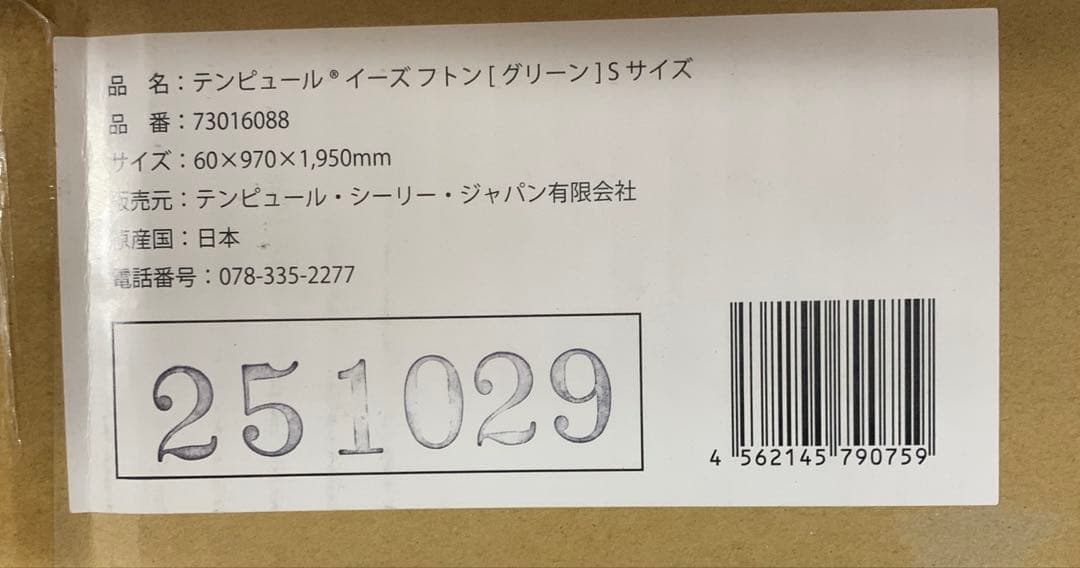 品　名：テンピュール®イーズ フトン[グリーン]S サイズ
品　番：73016088
サイズ：60×970×1,950mm
販売元：テンピュール・シーリー・ジャパン有限会社
原産国：日本
電話番号：078-335-2277
251029
4 562145 790759